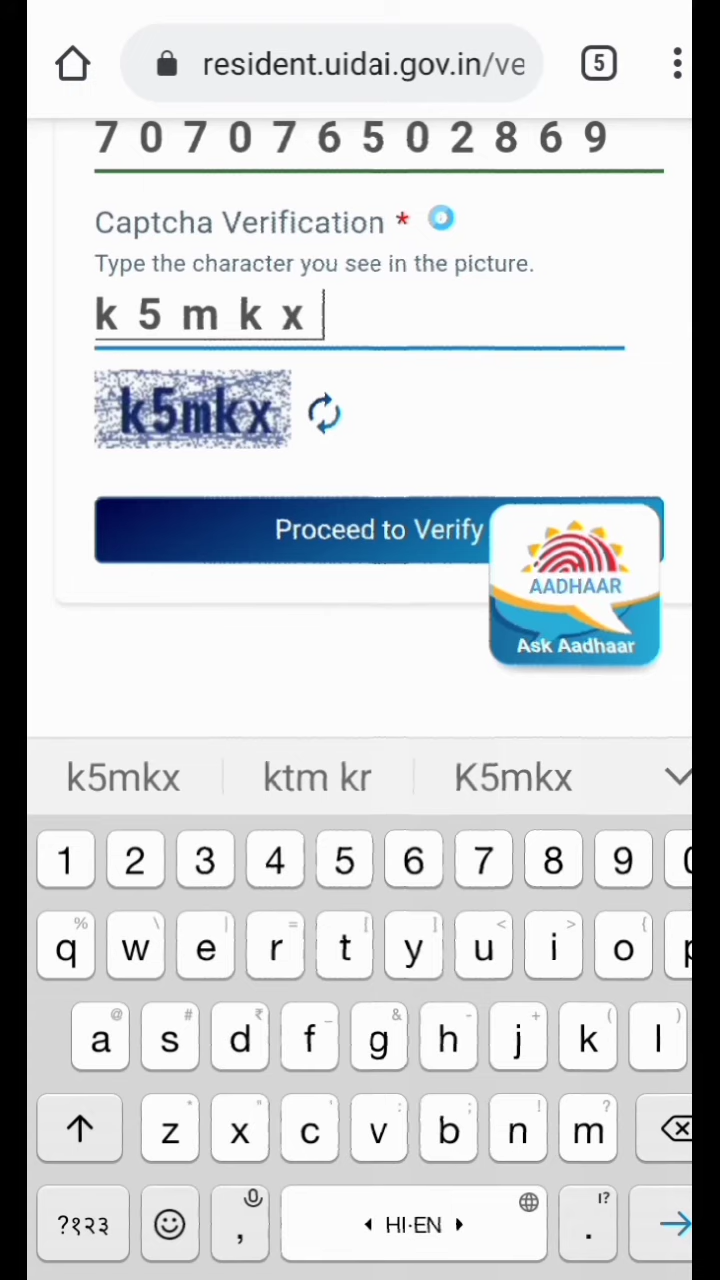 resident.uidai.gov.in/ve
5
7 0 7 0 7 6 5 0 2 8 6 9
Captcha Verification *
Type the character you see in the picture.
k 5 m k x
k5mkx
Proceed to Verify
AADHAAR
Ask Aadhaar
k5mkx ktm kr K5mkx
1 2 3 4 5 6 7 8 9 0
% \ | = [ ] < > {
q w e r t y u i o p
@ # ₹ _ & - + ( )
a s d f g h j k l
* " ' : ; ! ?
z x c v b n m
?१२३ , HI·EN . !?